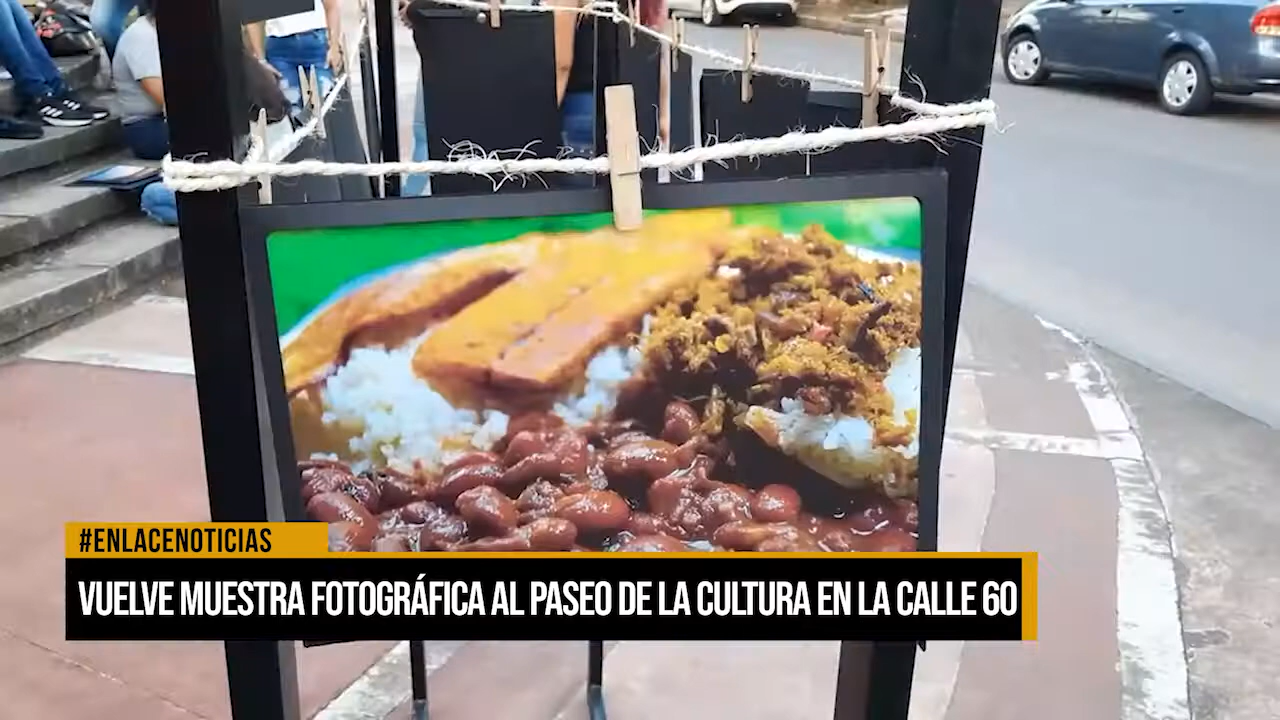 #ENLACENOTICIAS
VUELVE MUESTRA FOTOGRÁFICA AL PASEO DE LA CULTURA EN LA CALLE 60